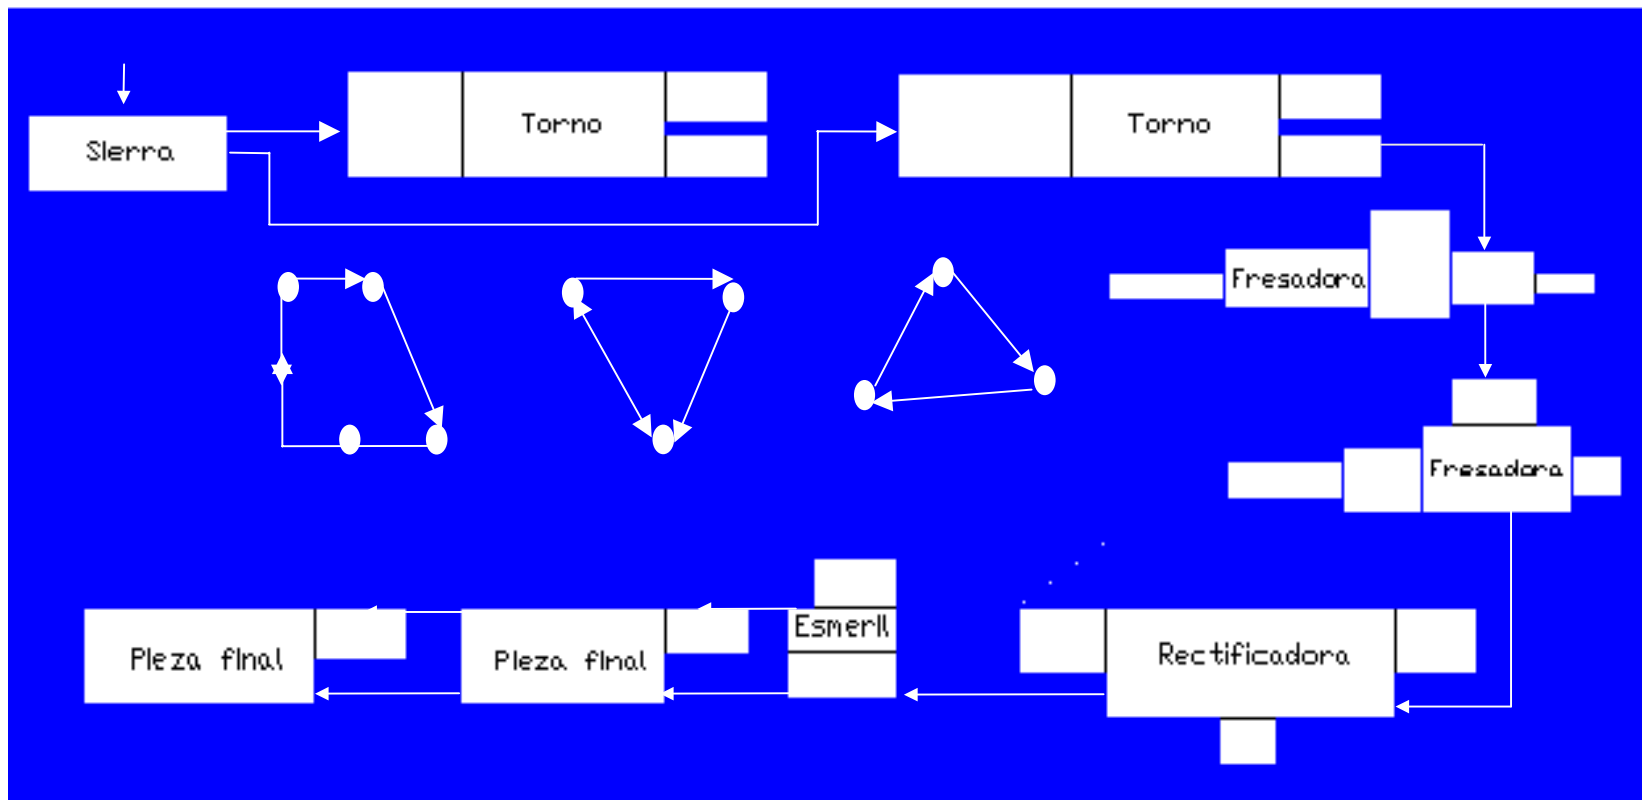 Sierra
Torno
Torno
Fresadora
Fresadora
Pieza final
Pieza final
Esmeril
Rectificadora